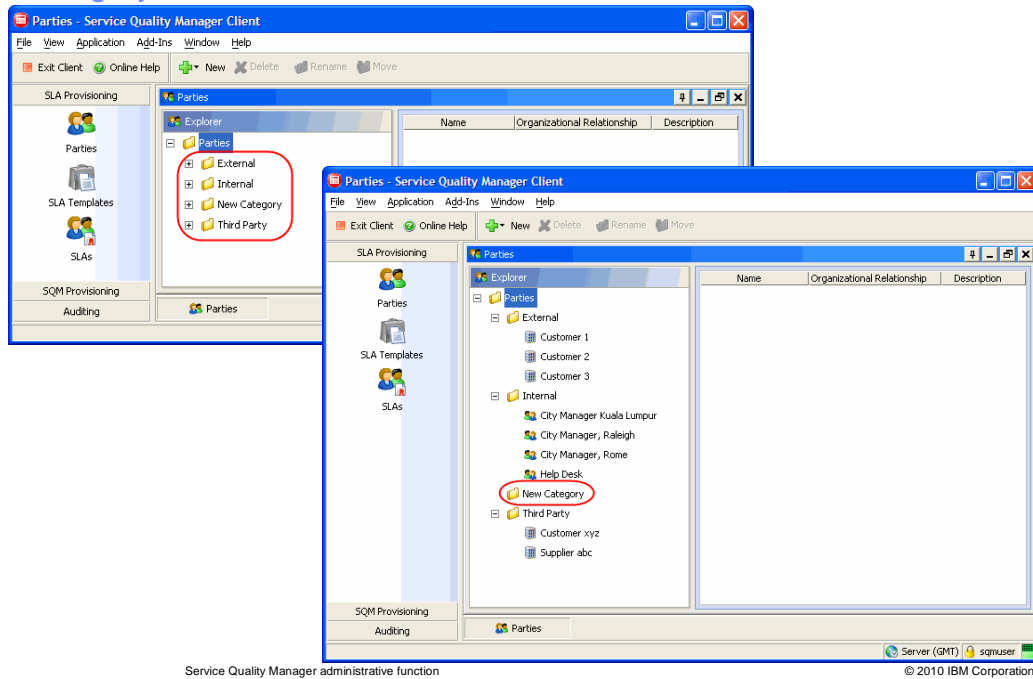 Parties - Service Quality Manager Client
File View Application Add-Ins Window Help
Exit Client Online Help New Delete Rename Move
SLA Provisioning
Parties
SLA Templates
SLAs
SQM Provisioning
Auditing
Parties
Explorer
Parties
External
Internal
New Category
Third Party
Name Organizational Relationship Description
Parties
Parties - Service Quality Manager Client
File View Application Add-Ins Window Help
Exit Client Online Help New Delete Rename Move
SLA Provisioning
Parties
SLA Templates
SLAs
SQM Provisioning
Auditing
Parties
Explorer
Parties
External
Customer 1
Customer 2
Customer 3
Internal
City Manager Kuala Lumpur
City Manager, Raleigh
City Manager, Rome
Help Desk
New Category
Third Party
Customer xyz
Supplier abc
Name Organizational Relationship Description
Parties
Server (GMT) sqmuser
Service Quality Manager administrative function
© 2010 IBM Corporation